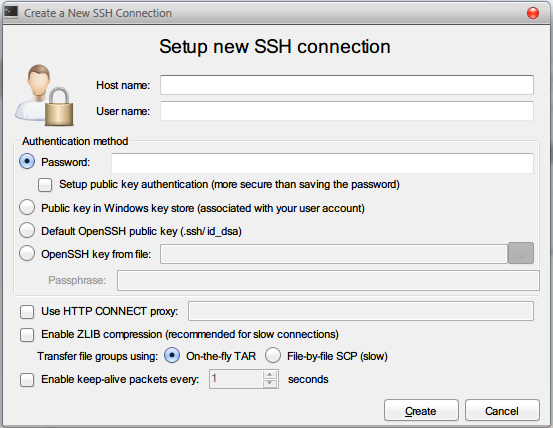 Create a New SSH Connection
Setup new SSH connection
Host name:
User name:
Authentication method
Password:
Setup public key authentication (more secure than saving the password)
Public key in Windows key store (associated with your user account)
Default OpenSSH public key (.ssh/id_dsa)
OpenSSH key from file: ...
Passphrase:
Use HTTP CONNECT proxy:
Enable ZLIB compression (recommended for slow connections)
Transfer file groups using: On-the-fly TAR File-by-file SCP (slow)
Enable keep-alive packets every: 1 seconds
Create Cancel